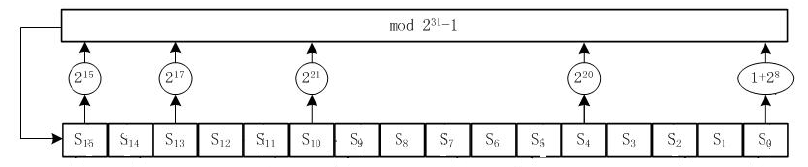 mod 2³¹-1
2¹⁵ 2¹⁷ 2²¹ 2²⁰ 1+2⁸
S₁₅ S₁₄ S₁₃ S₁₂ S₁₁ S₁₀ S₉ S₈ S₇ S₆ S₅ S₄ S₃ S₂ S₁ S₀